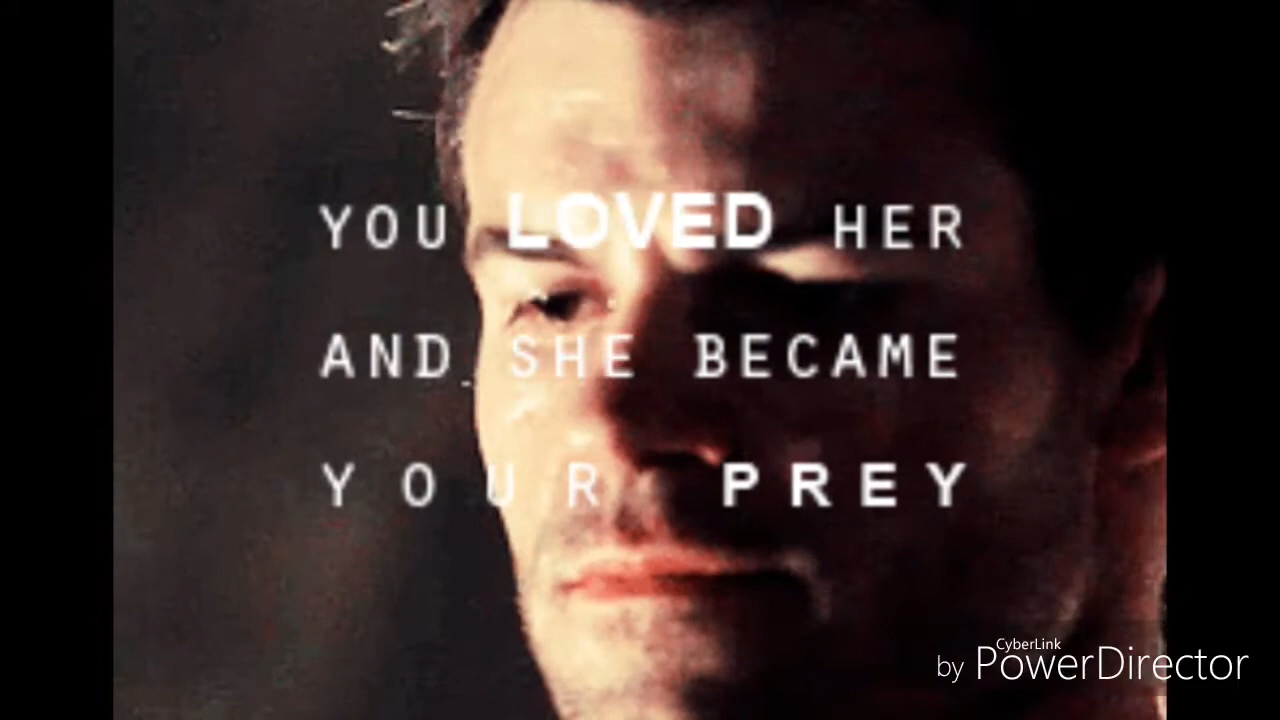 YOU LOVED HER
AND SHE BECAME
YOUR PREY
CyberLink
by PowerDirector